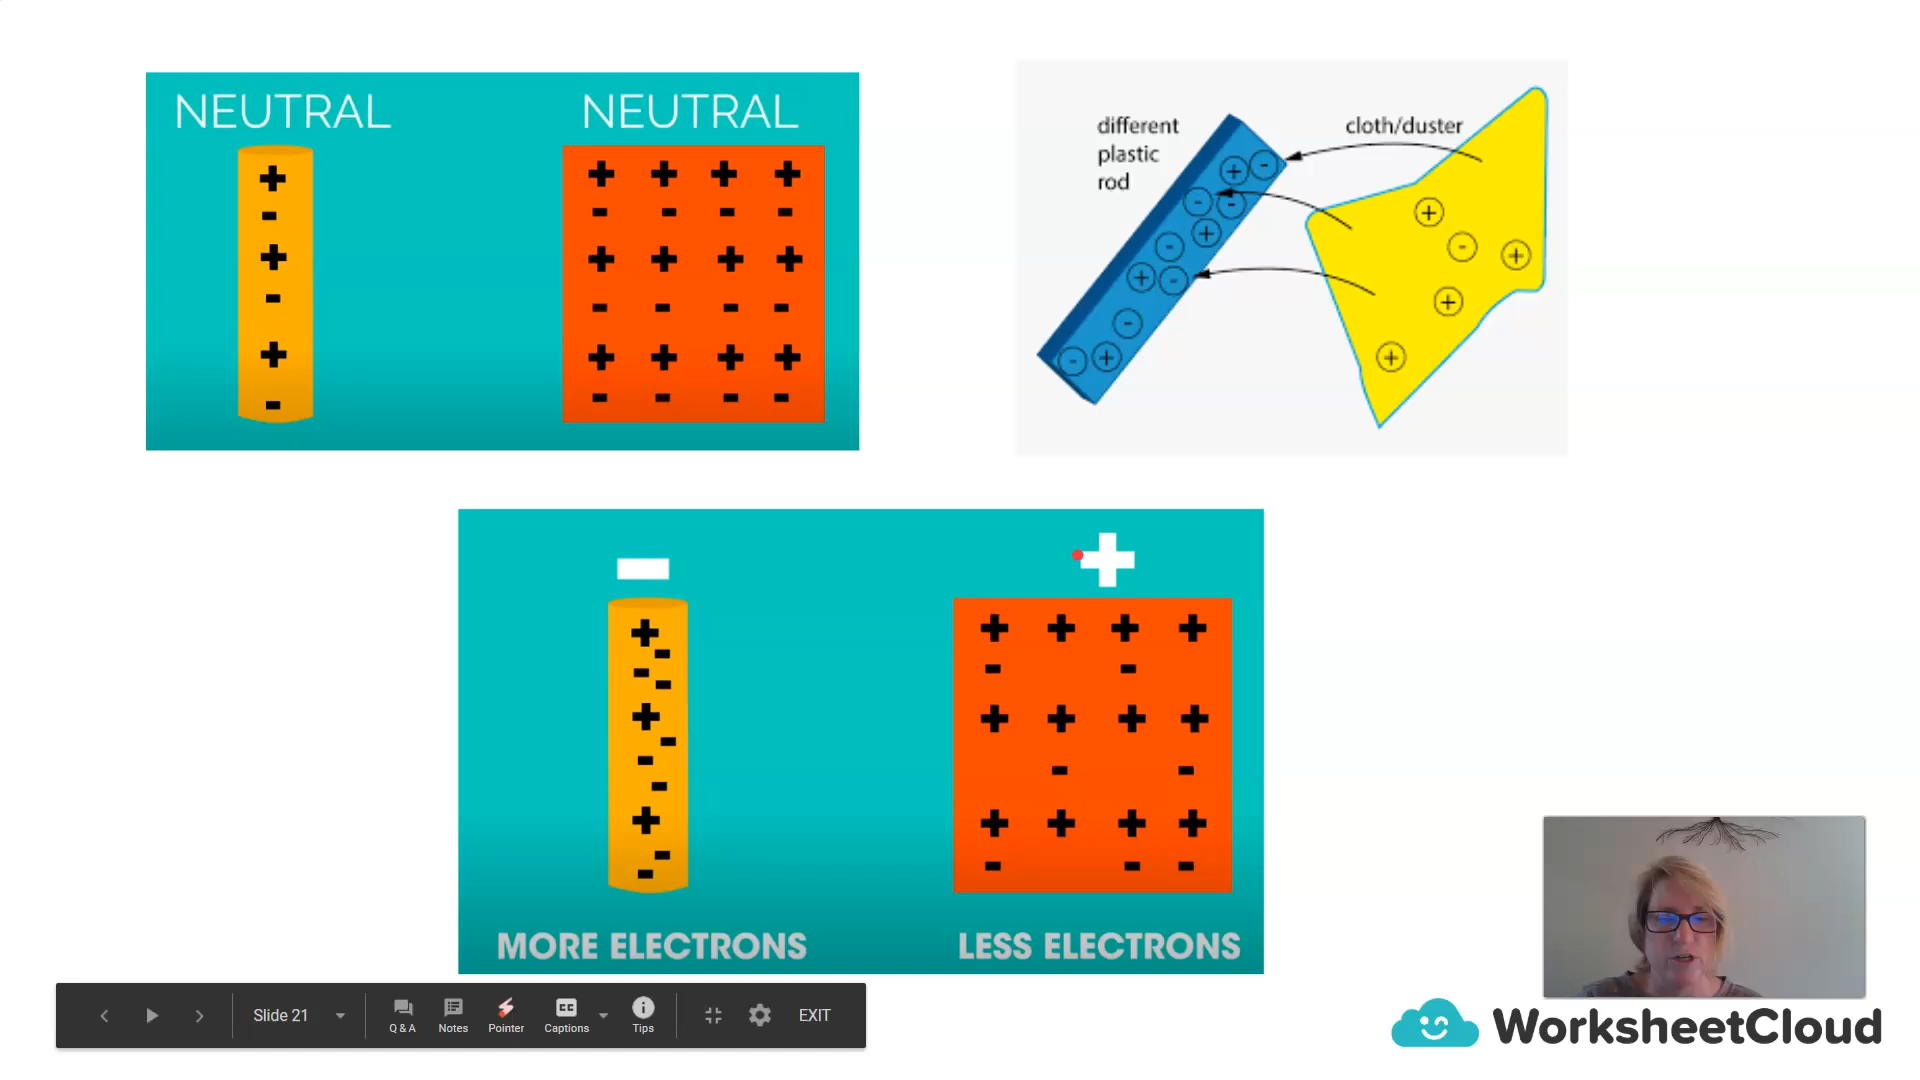 NEUTRAL
NEUTRAL
different
plastic
rod
cloth/duster
MORE ELECTRONS
LESS ELECTRONS
Slide 21
Q & A
Notes
Pointer
CC
Captions
Tips
EXIT
WorksheetCloud